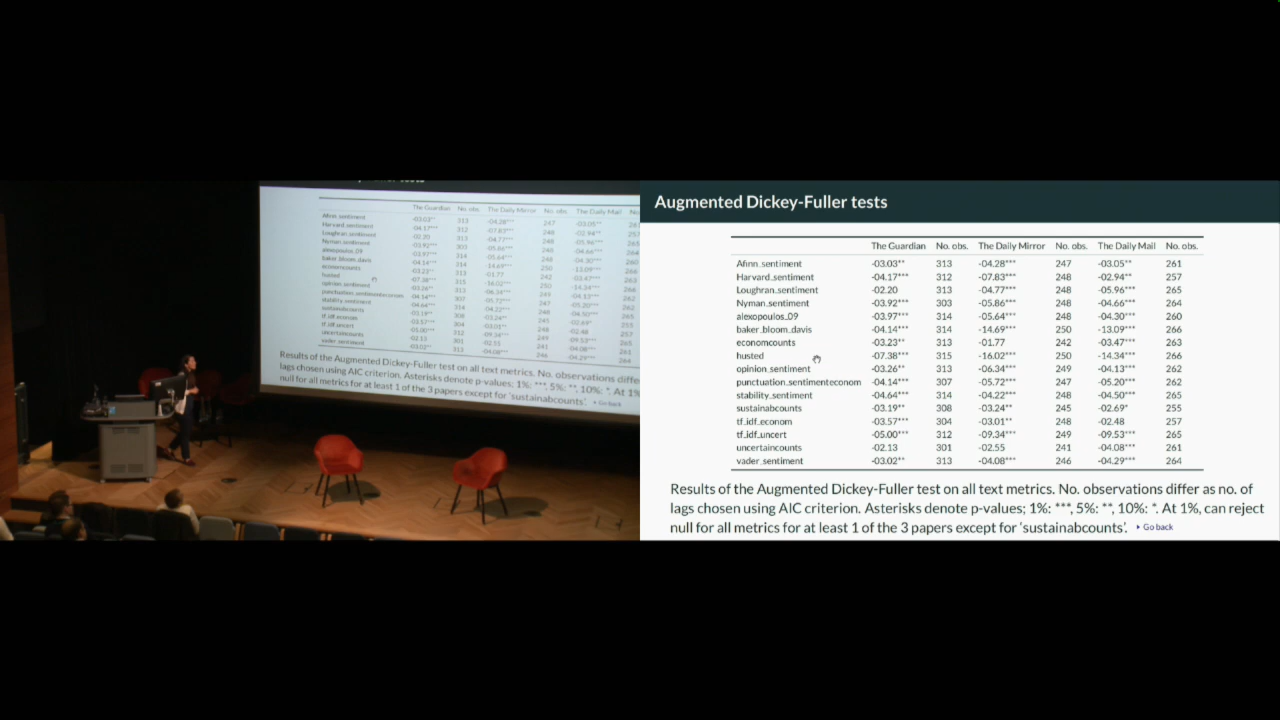 Augmented Dickey-Fuller tests
The Guardian No. obs. The Daily Mirror No. obs. The Daily Mail No. obs.
Afinn_sentiment -03.03** 313 -04.28*** 247 -03.05** 261
Harvard_sentiment -04.17*** 312 -07.83*** 248 -02.94** 257
Loughran_sentiment -02.20 313 -04.77*** 248 -05.96*** 265
Nyman_sentiment -03.92*** 303 -05.86*** 248 -04.66*** 264
alexopoulos_09 -03.97*** 314 -05.64*** 248 -04.30*** 260
baker_bloom_davis -04.14*** 314 -14.69*** 250 -13.09*** 266
economcounts -03.23** 313 -01.77 242 -03.47*** 263
husted -07.38*** 315 -16.02*** 250 -14.34*** 266
opinion_sentiment -03.26** 313 -06.34*** 249 -04.13*** 262
punctuation_sentimenteconom -04.14*** 307 -05.72*** 247 -05.20*** 262
stability_sentiment -04.64*** 314 -04.22*** 248 -04.50*** 265
sustainabcounts -03.19** 308 -03.24** 245 -02.69* 255
tf_idf_econom -03.57*** 304 -03.01** 248 -02.48 257
tf_idf_uncert -05.00*** 312 -09.34*** 249 -09.53*** 265
uncertaincounts -02.13 301 -02.55 241 -04.08*** 261
vader_sentiment -03.02** 313 -04.08*** 246 -04.29*** 264
Results of the Augmented Dickey-Fuller test on all text metrics. No. observations differ as no. of
lags chosen using AIC criterion. Asterisks denote p-values; 1%: ***, 5%: **, 10%: *. At 1%, can reject
null for all metrics for at least 1 of the 3 papers except for 'sustainabcounts'. Go back